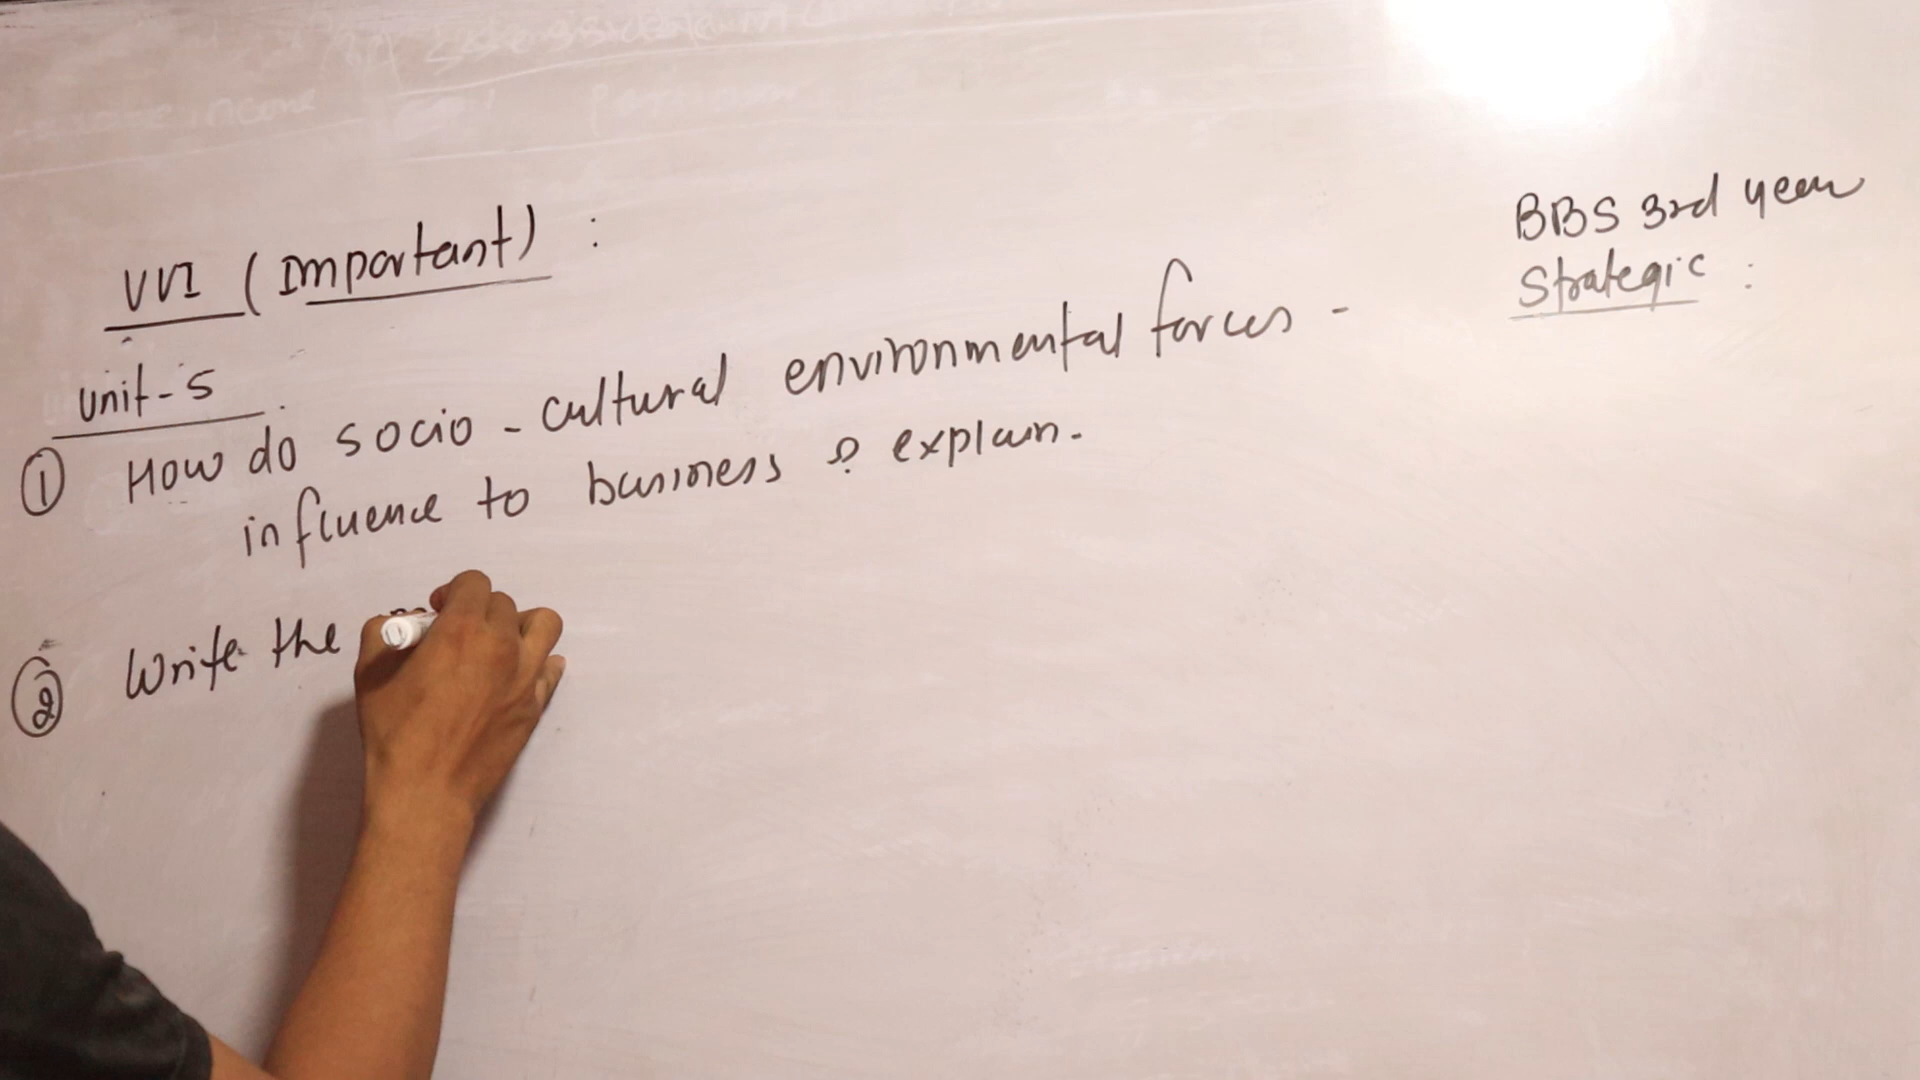 VVI (Important) :
BBS 3rd year
Strategic :
unit-5
① How do socio-cultural environmental forces -
influence to business ? explain.
② Write the